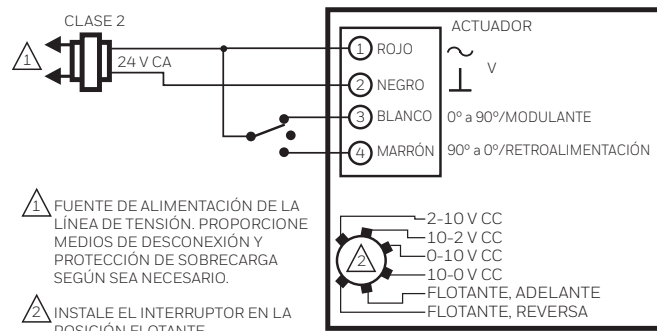 CLASE 2
1
24 V CA
ACTUADOR
1 ROJO
V
2 NEGRO
3 BLANCO 0° a 90°/MODULANTE
4 MARRÓN 90° a 0°/RETROALIMENTACIÓN
1 FUENTE DE ALIMENTACIÓN DE LA
LÍNEA DE TENSIÓN. PROPORCIONE
MEDIOS DE DESCONEXIÓN Y
PROTECCIÓN DE SOBRECARGA
SEGÚN SEA NECESARIO.
2 INSTALE EL INTERRUPTOR EN LA
POSICIÓN FLOTANTE
2
2-10 V CC
10-2 V CC
0-10 V CC
10-0 V CC
FLOTANTE, ADELANTE
FLOTANTE, REVERSA